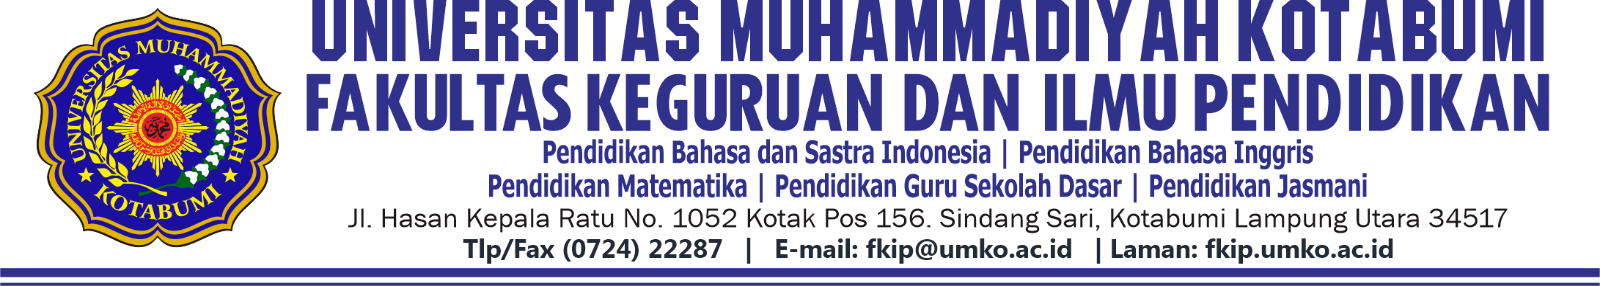 UNIVERSITAS MUHAMMADIYAH KOTABUMI
FAKULTAS KEGURUAN DAN ILMU PENDIDIKAN
Pendidikan Bahasa dan Sastra Indonesia | Pendidikan Bahasa Inggris
Pendidikan Matematika | Pendidikan Guru Sekolah Dasar | Pendidikan Jasmani
Jl. Hasan Kepala Ratu No. 1052 Kotak Pos 156. Sindang Sari, Kotabumi Lampung Utara 34517
Tlp/Fax (0724) 22287 | E-mail: fkip@umko.ac.id | Laman: fkip.umko.ac.id
UNIVERSITAS MUHAMMADIYAH
KOTABUMI